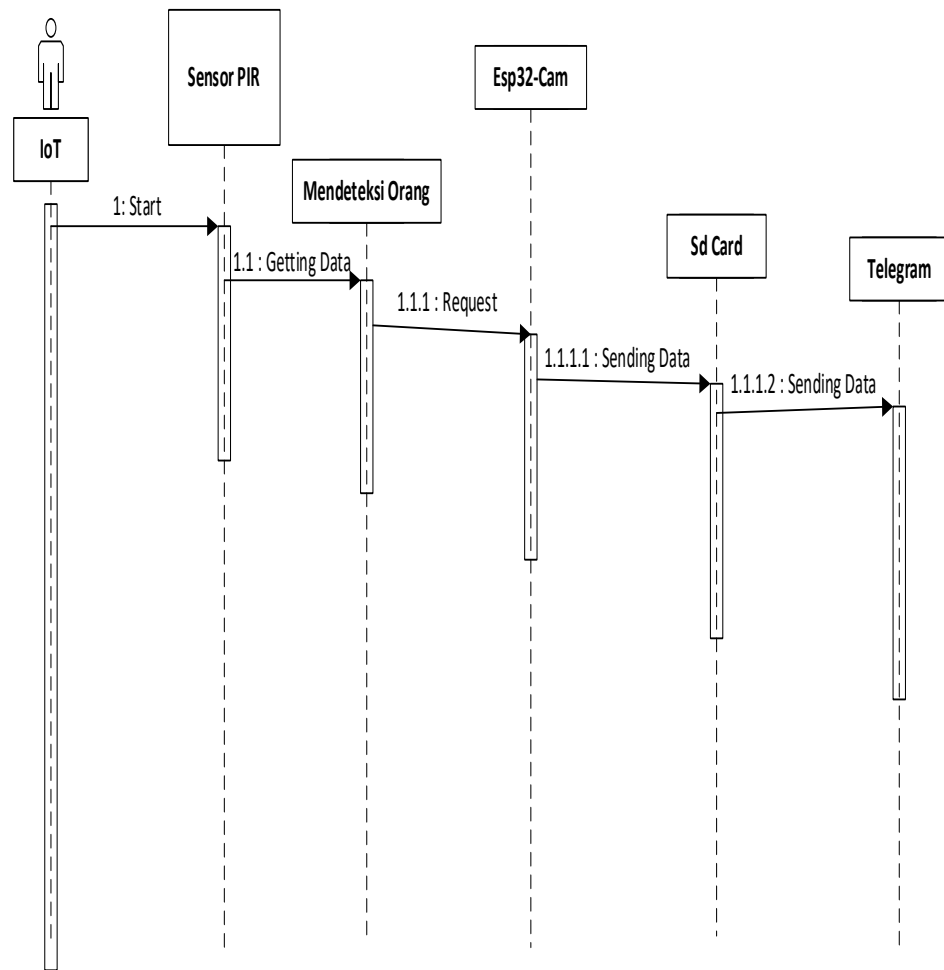 Sensor PIR
Esp32-Cam
IoT
Mendeteksi Orang
1: Start
Sd Card
1.1 : Getting Data
Telegram
1.1.1 : Request
1.1.1.1 : Sending Data
1.1.1.2 : Sending Data